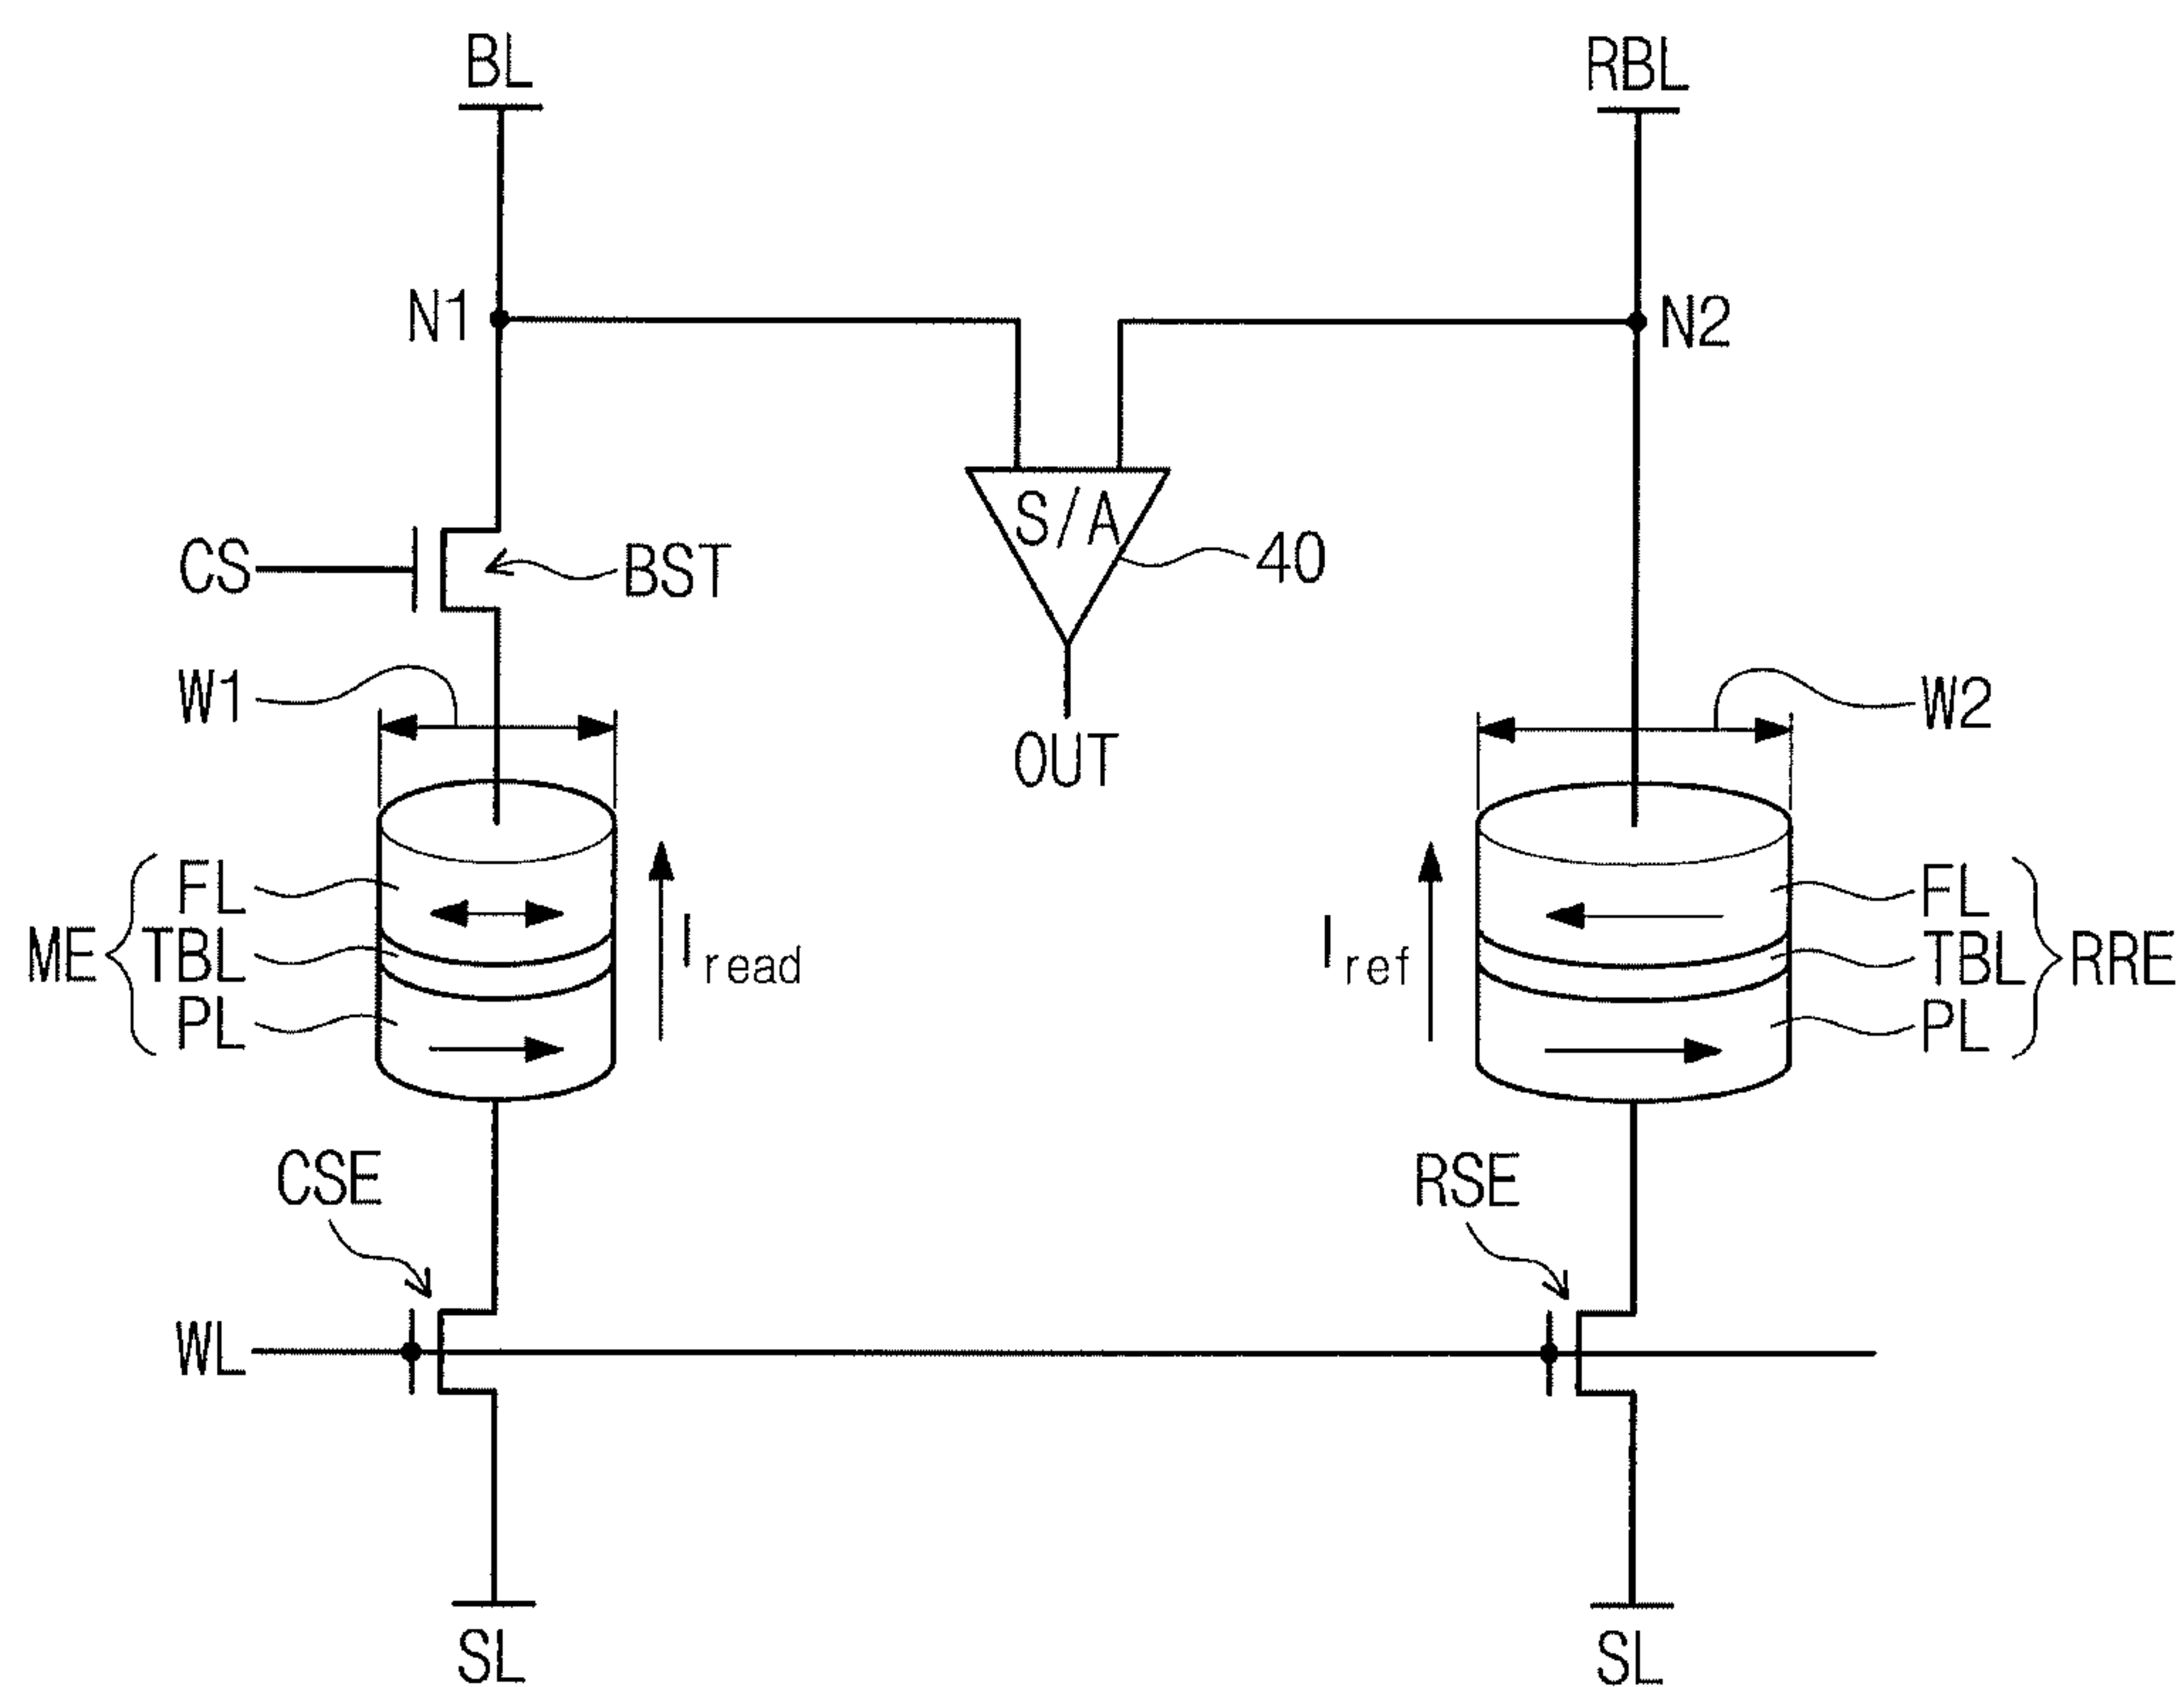 BL
RBL
N1
N2
S/A
CS
BST
40
W1
W2
OUT
FL
FL
ME
TBL
I read
I ref
TBL
RRE
PL
PL
CSE
RSE
WL
SL
SL